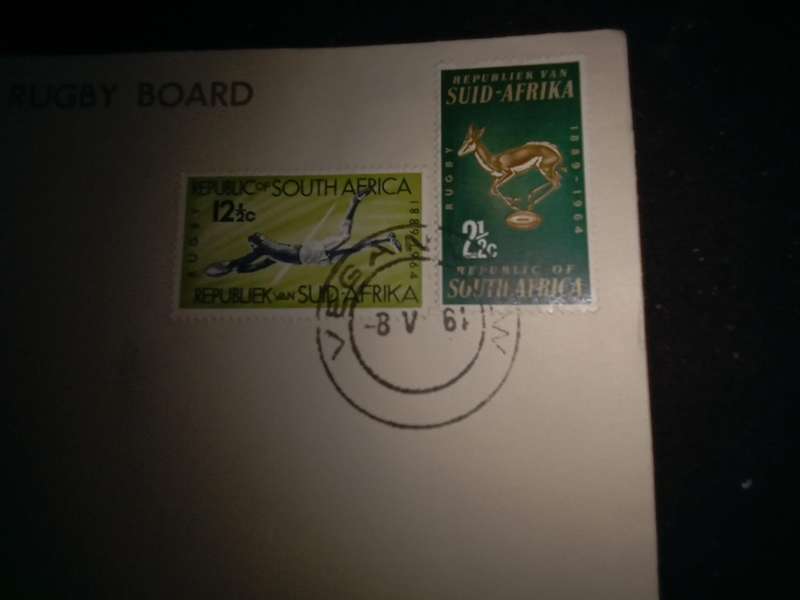 RUGBY BOARD
REPUBLIEK VAN
SUID-AFRIKA
RUGBY
1889-1964
2½c
REPUBLIC OF
SOUTH AFRICA
REPUBLIC OF SOUTH AFRICA
12½c
RUGBY
1889-1964
REPUBLIEK VAN SUID-AFRIKA
-8 V 61